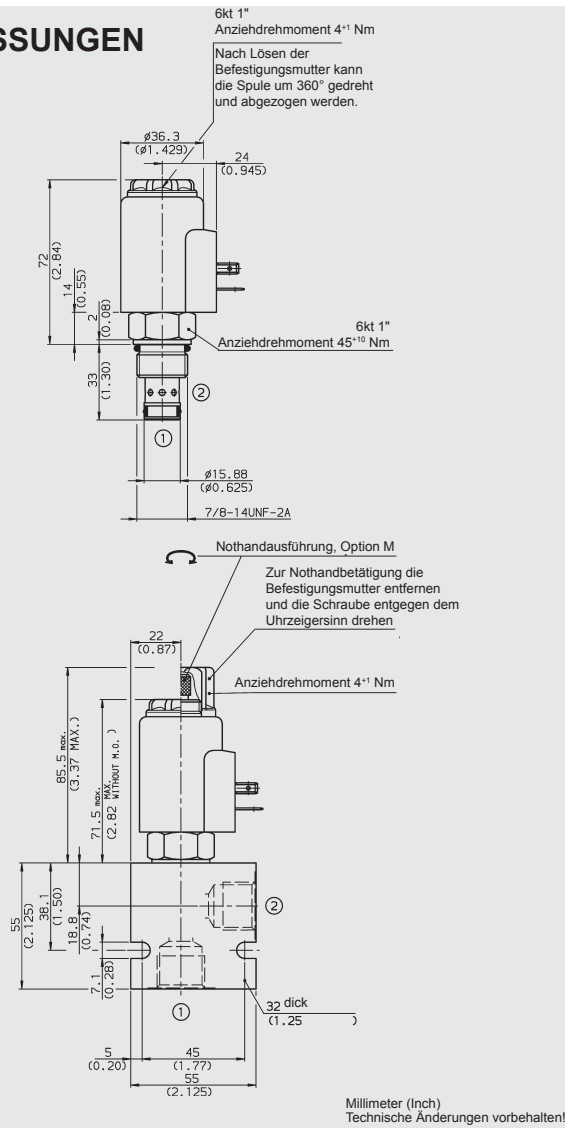 SSUNGEN
6kt 1"
Anziehdrehmoment 4+1 Nm
Nach Lösen der
Befestigungsmutter kann
die Spule um 360° gedreht
und abgezogen werden.
ø36.3
(ø1.429)
24
(0.945)
72
(2.84)
14
(0.55)
2
(0.08)
6kt 1"
Anziehdrehmoment 45+10 Nm
33
(1.30)
②
①
ø15.88
(ø0.625)
7/8-14UNF-2A
Nothandausführung, Option M
Zur Nothandbetätigung die
Befestigungsmutter entfernen
und die Schraube entgegen dem
Uhrzeigersinn drehen
22
(0.87)
Anziehdrehmoment 4+1 Nm
85.5 max.
(3.37 MAX.)
71.5 max.
(2.82 MAX. WITHOUT M.O. )
55
(2.125)
38.1
(1.50)
18.8
(0.74)
②
7.1
(0.28)
①
32 dick
(1.25 )
5
(0.20)
45
(1.77)
55
(2.125)
Millimeter (Inch)
Technische Änderungen vorbehalten!